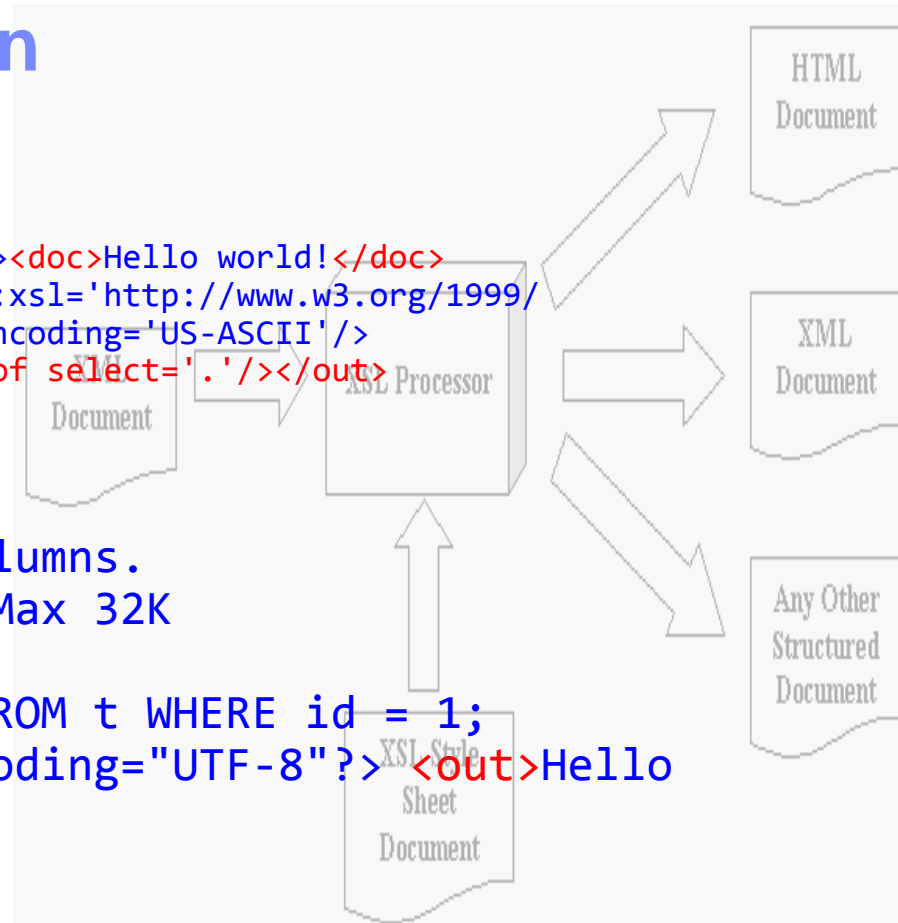 n
HTML
Document
><doc>Hello world!</doc>
:xsl='http://www.w3.org/1999/
ncoding='US-ASCII'/>
of select='.'/></out>
XML
Document
XSL Processor
XML
Document
lumns.
Max 32K
ROM t WHERE id = 1;
oding="UTF-8"?> <out>Hello
Any Other
Structured
Document
XSL Style
Sheet
Document